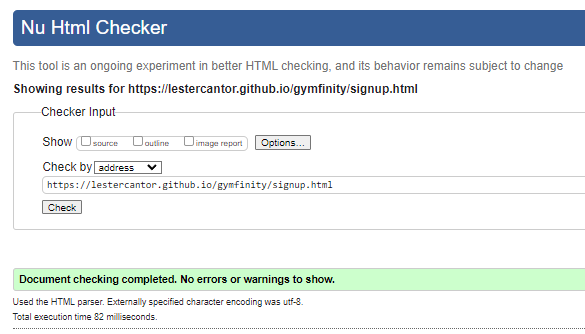 Nu Html Checker
This tool is an ongoing experiment in better HTML checking, and its behavior remains subject to change
Showing results for https://lestercantor.github.io/gymfinity/signup.html
Checker Input
Show source outline image report Options...
Check by address
https://lestercantor.github.io/gymfinity/signup.html
Check
Document checking completed. No errors or warnings to show.
Used the HTML parser. Externally specified character encoding was utf-8.
Total execution time 82 milliseconds.